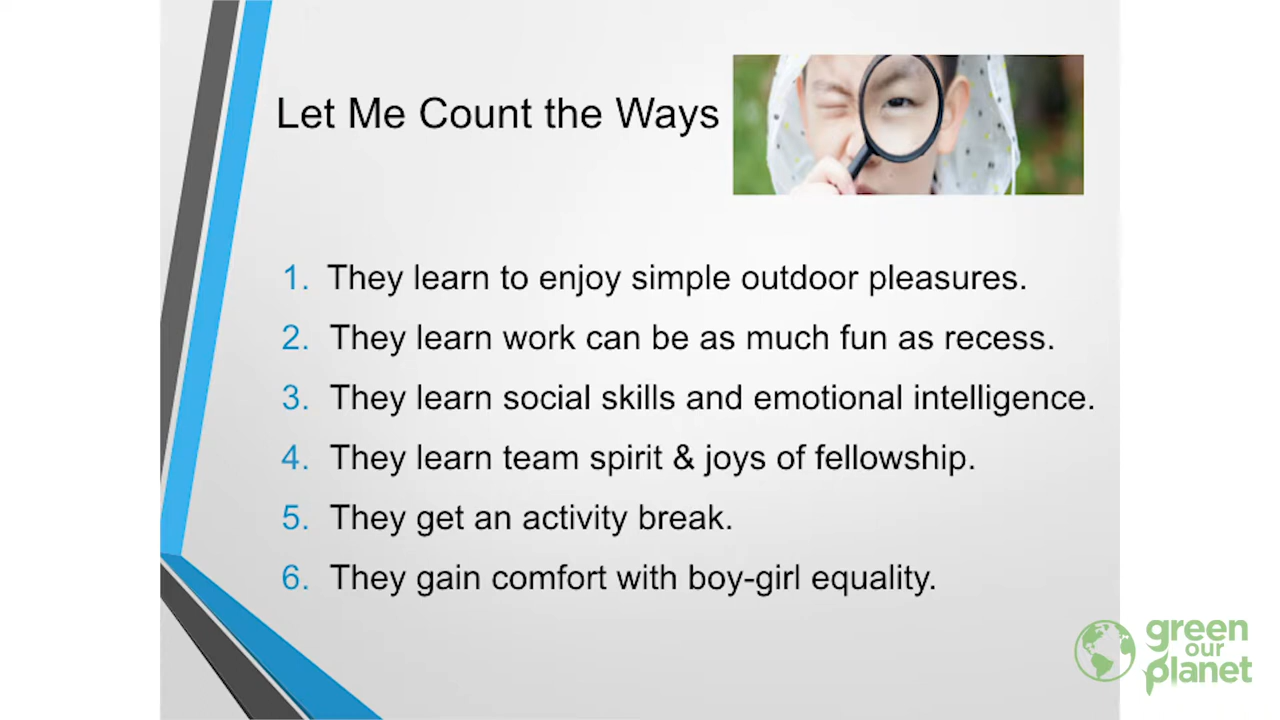 Let Me Count the Ways
1. They learn to enjoy simple outdoor pleasures.
2. They learn work can be as much fun as recess.
3. They learn social skills and emotional intelligence.
4. They learn team spirit & joys of fellowship.
5. They get an activity break.
6. They gain comfort with boy-girl equality.
green
our
planet